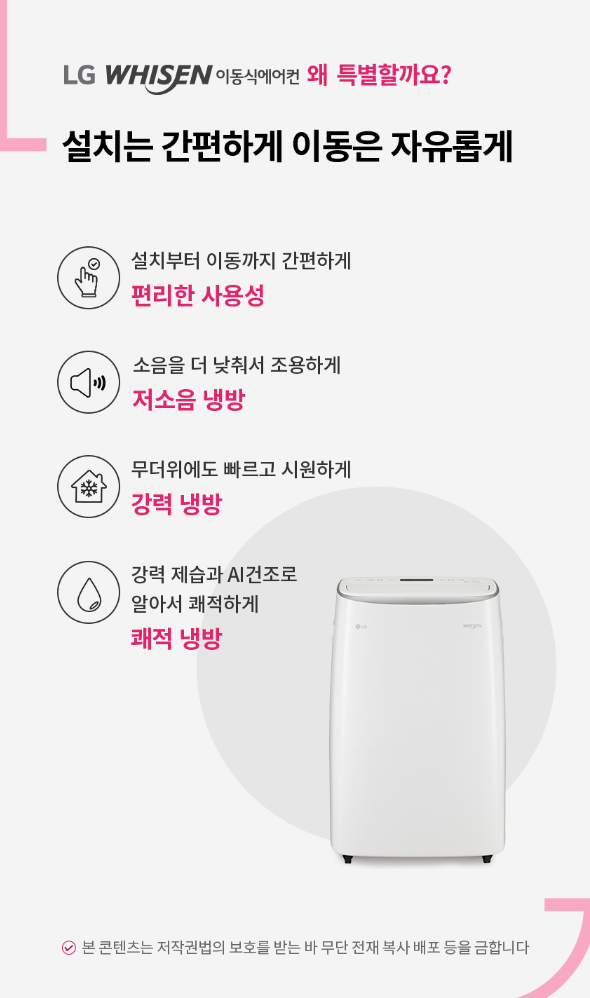 LG WHISEN 이동식에어컨 왜 특별할까요?
설치는 간편하게 이동은 자유롭게
설치부터 이동까지 간편하게
편리한 사용성
소음을 더 낮춰서 조용하게
저소음 냉방
무더위에도 빠르고 시원하게
강력 냉방
강력 제습과 AI건조로
알아서 쾌적하게
쾌적 냉방
LG WHISEN
본 콘텐츠는 저작권법의 보호를 받는 바 무단 전재 복사 배포 등을 금합니다